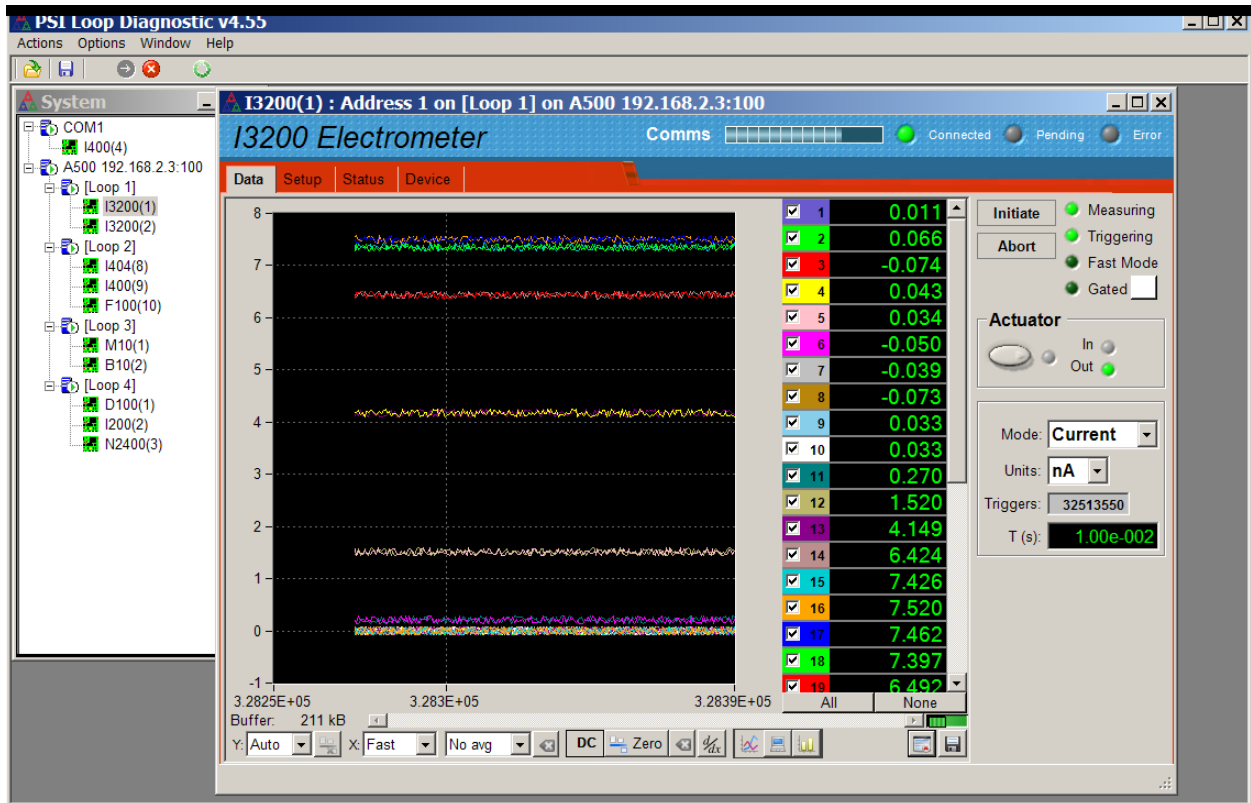 PSI Loop Diagnostic v4.55
Actions Options Window Help
System
COM1
I400(4)
A500 192.168.2.3:100
[Loop 1]
I3200(1)
I3200(2)
[Loop 2]
I404(8)
I400(9)
F100(10)
[Loop 3]
M10(1)
B10(2)
[Loop 4]
D100(1)
I200(2)
N2400(3)
I3200(1) : Address 1 on [Loop 1] on A500 192.168.2.3:100
I3200 Electrometer
Comms
Connected
Pending
Error
Data Setup Status Device
8
7
6
5
4
3
2
1
0
-1
3.2825E+05 3.283E+05 3.2839E+05
Buffer: 211 kB
1 0.011
2 0.066
3 -0.074
4 0.043
5 0.034
6 -0.050
7 -0.039
8 -0.073
9 0.033
10 0.033
11 0.270
12 1.520
13 4.149
14 6.424
15 7.426
16 7.520
17 7.462
18 7.397
19 6.492
All None
Initiate
Abort
Measuring
Triggering
Fast Mode
Gated
Actuator
In
Out
Mode: Current
Units: nA
Triggers: 32513550
T (s): 1.00e-002
Y: Auto X: Fast No avg DC Zero d/dx